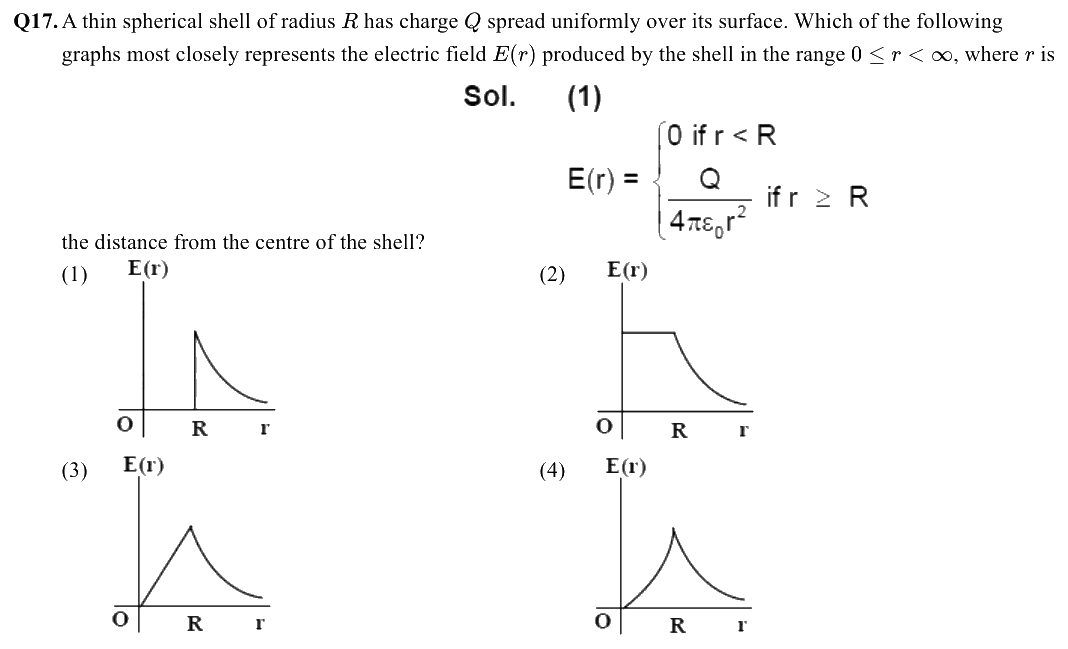 Q17. A thin spherical shell of radius R has charge Q spread uniformly over its surface. Which of the following
graphs most closely represents the electric field E(r) produced by the shell in the range 0 ≤ r < ∞, where r is
Sol. (1)
E(r) = { 0 if r < R
Q / 4πε₀r² if r ≥ R
the distance from the centre of the shell?
(1) E(r)
O R r
(2) E(r)
O R r
(3) E(r)
O R r
(4) E(r)
O R r